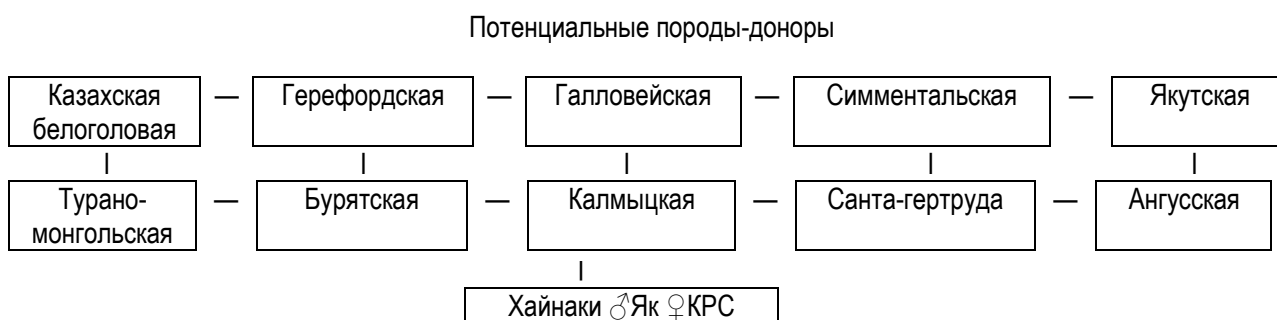 Потенциальные породы-доноры
Казахская белоголовая — Герефордская — Галловейская — Симментальская — Якутская
Турано-монгольская — Бурятская — Калмыцкая — Санта-гертруда — Ангусская
Хайнаки ♂Як ♀КРС